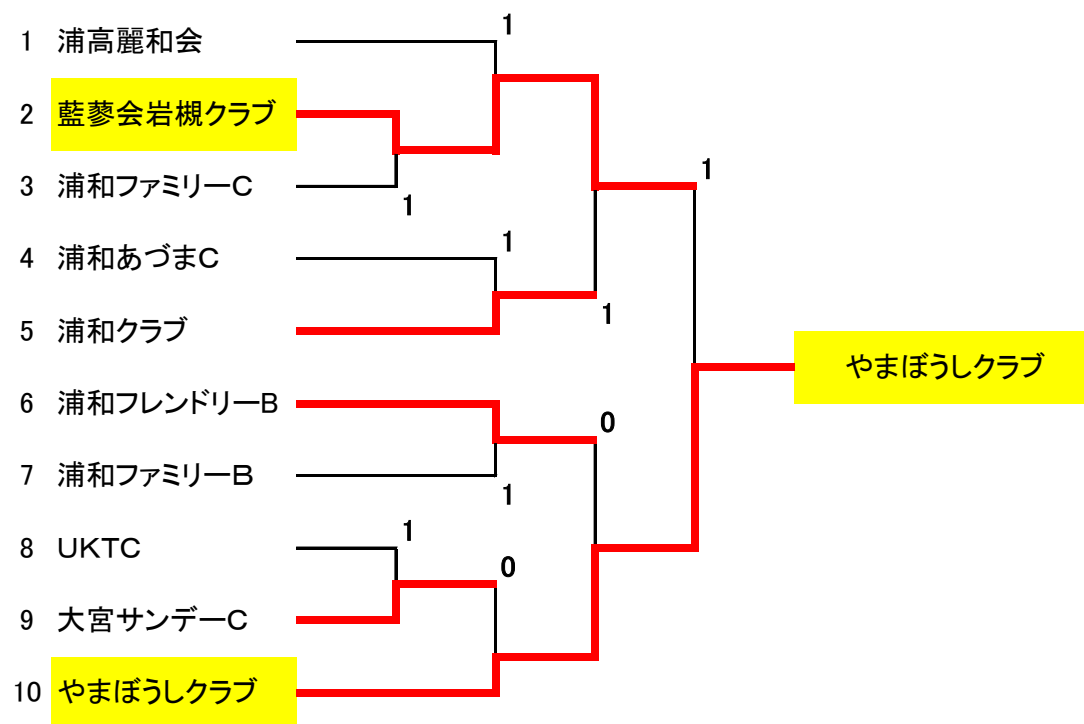 1 浦高麗和会
1
2 藍蓼会岩槻クラブ
3 浦和ファミリーC
1
1
4 浦和あづまC
1
5 浦和クラブ
1
やまぼうしクラブ
6 浦和フレンドリーB
0
7 浦和ファミリーB
1
8 UKTC
1
0
9 大宮サンデーC
10 やまぼうしクラブ